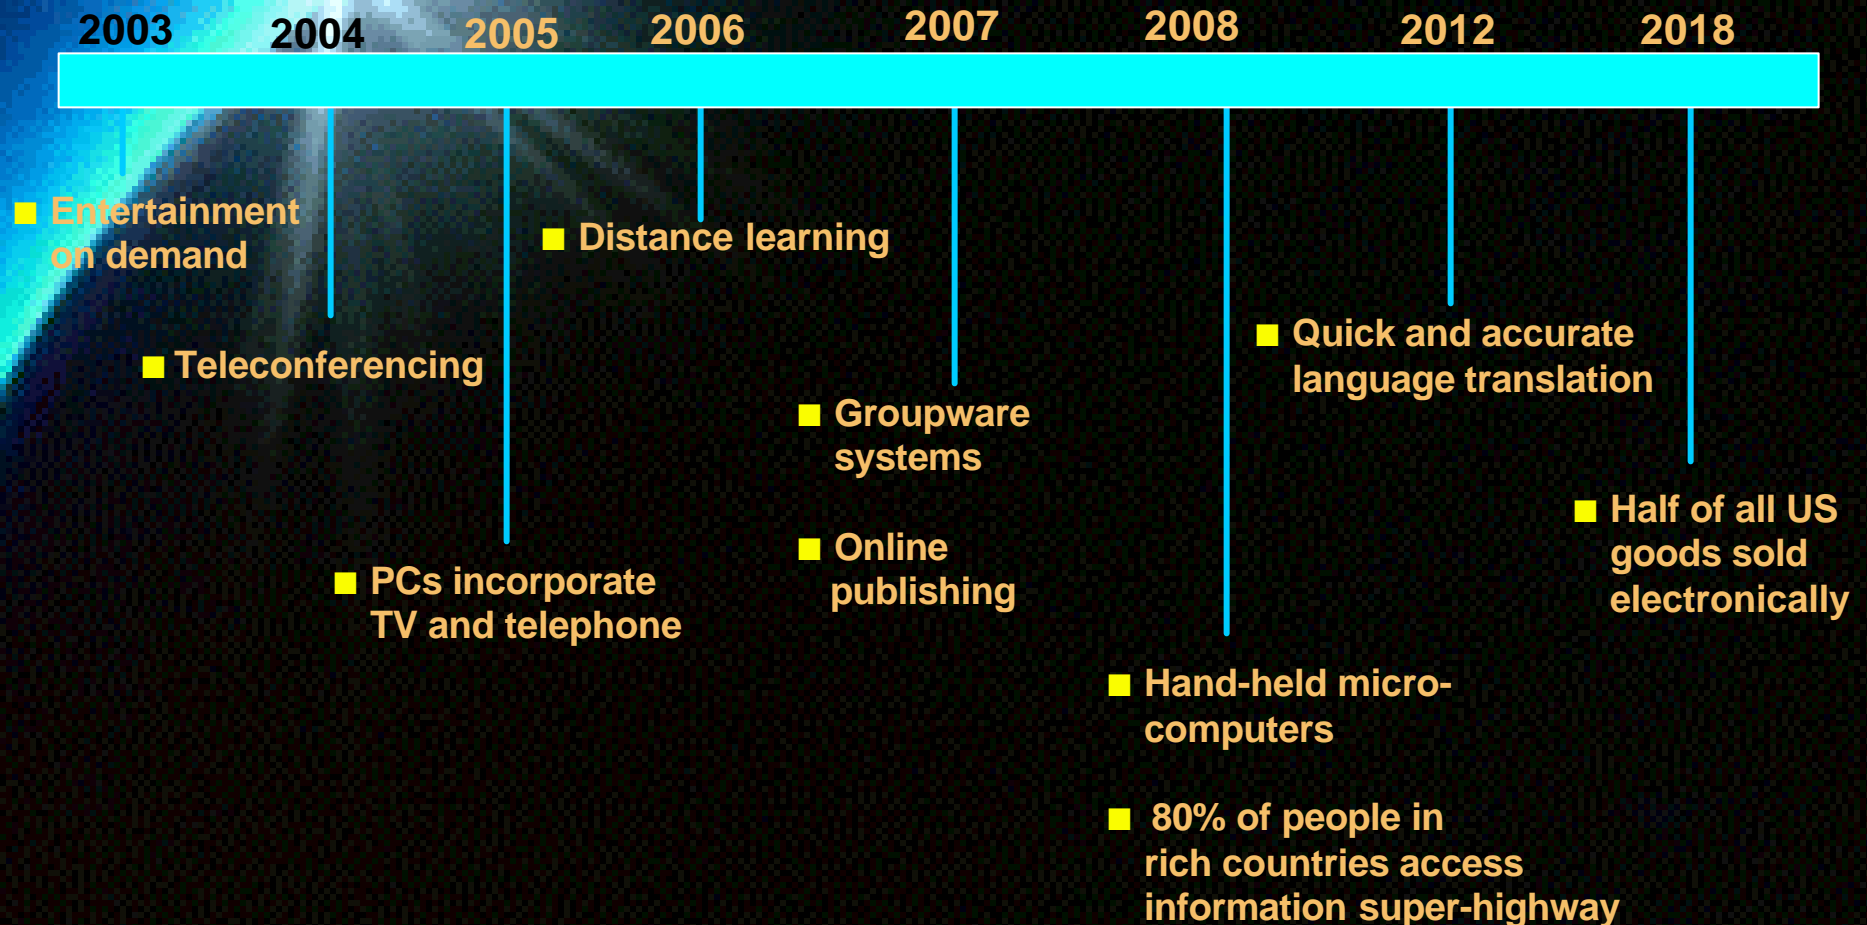 2003 2004 2005 2006 2007 2008 2012 2018
■ Entertainment
on demand
■ Distance learning
■ Teleconferencing
■ Quick and accurate
language translation
■ Groupware
systems
■ Online
publishing
■ PCs incorporate
TV and telephone
■ Half of all US
goods sold
electronically
■ Hand-held micro-
computers
■ 80% of people in
rich countries access
information super-highway